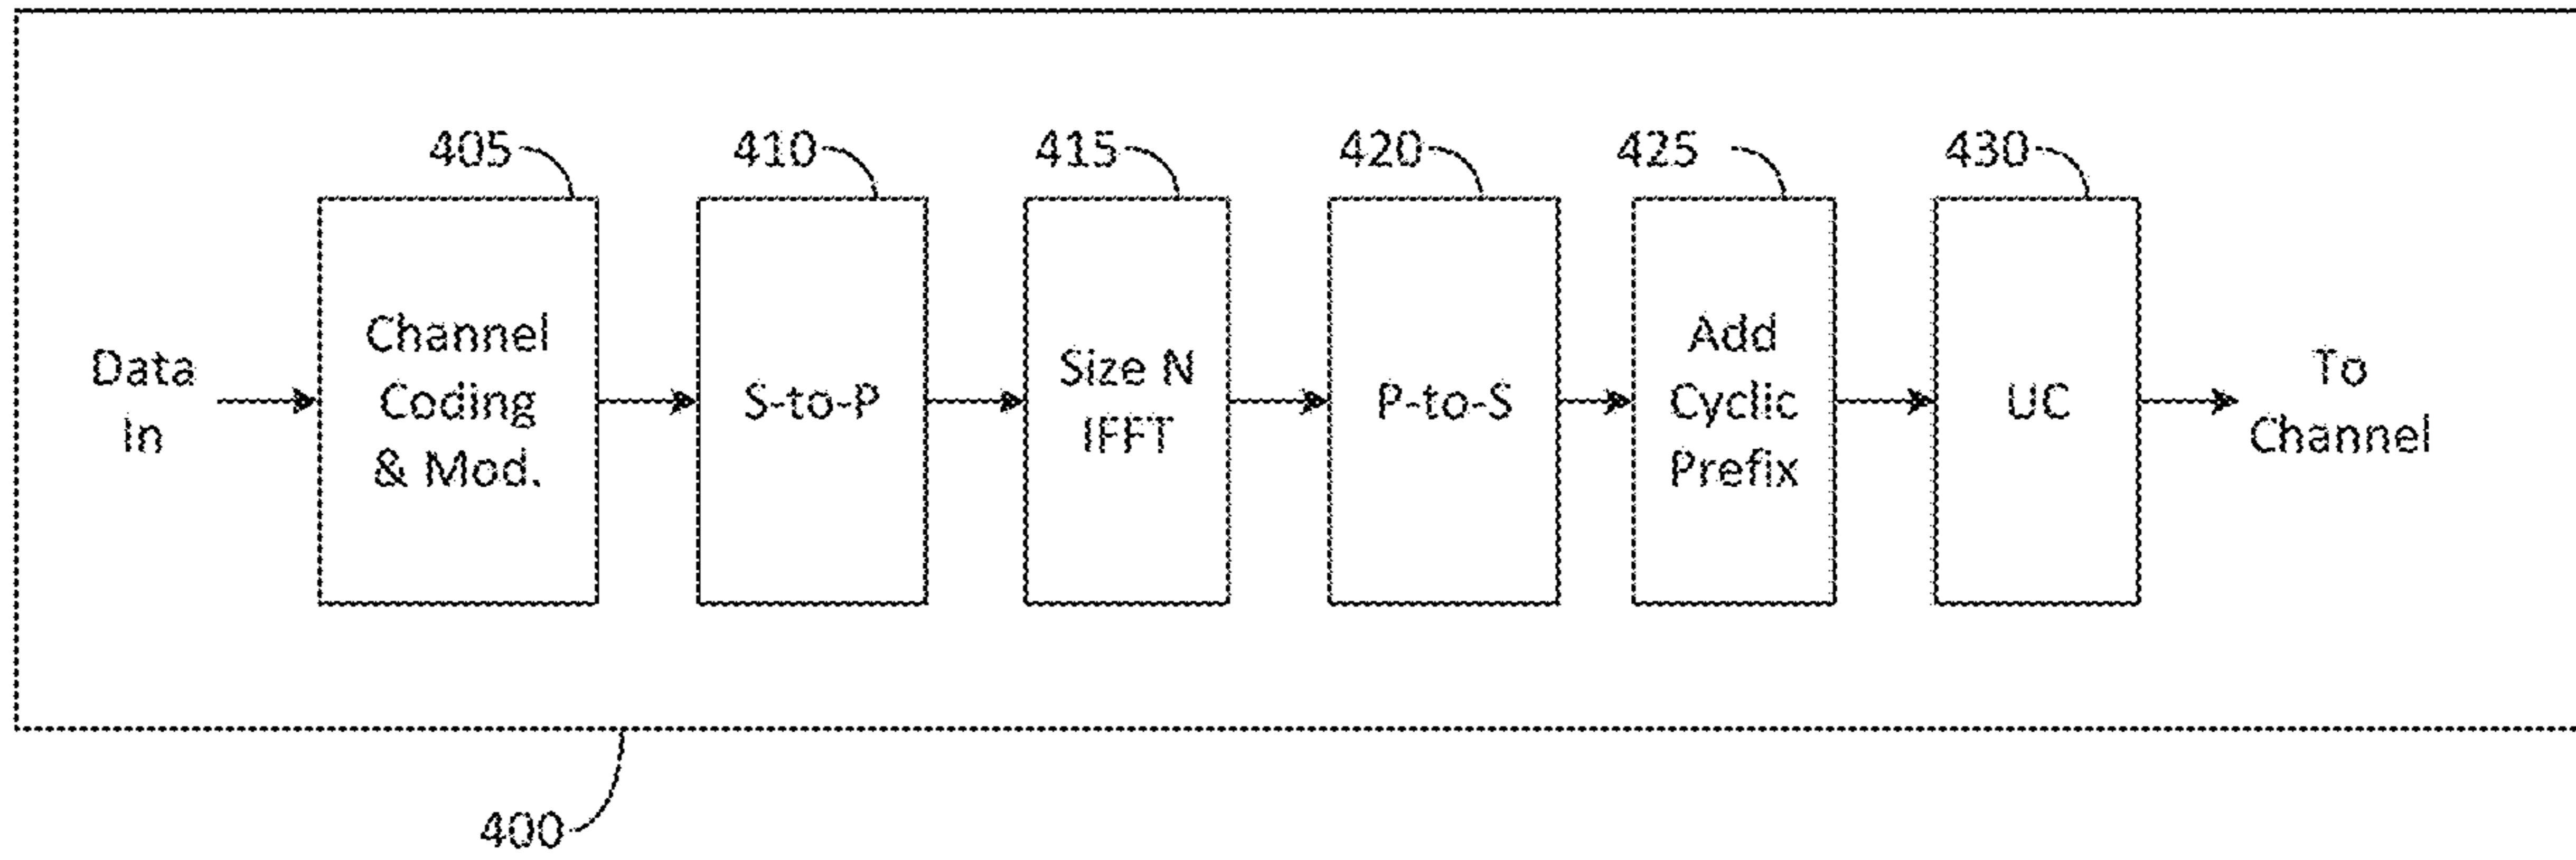 405
410
415
420
425
430
Data
In
Channel
Coding
& Mod.
S-to-P
Size N
IFFT
P-to-S
Add
Cyclic
Prefix
UC
To
Channel
400